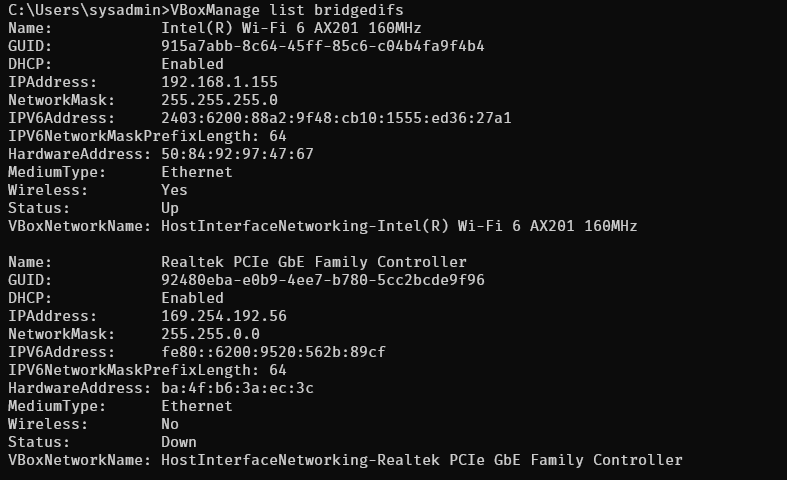 C:\Users\sysadmin>VBoxManage list bridgedifs
Name:            Intel(R) Wi-Fi 6 AX201 160MHz
GUID:            915a7abb-8c64-45ff-85c6-c04b4fa9f4b4
DHCP:            Enabled
IPAddress:       192.168.1.155
NetworkMask:     255.255.255.0
IPV6Address:     2403:6200:88a2:9f48:cb10:1555:ed36:27a1
IPV6NetworkMaskPrefixLength: 64
HardwareAddress: 50:84:92:97:47:67
MediumType:      Ethernet
Wireless:        Yes
Status:          Up
VBoxNetworkName: HostInterfaceNetworking-Intel(R) Wi-Fi 6 AX201 160MHz

Name:            Realtek PCIe GbE Family Controller
GUID:            92480eba-e0b9-4ee7-b780-5cc2bcde9f96
DHCP:            Enabled
IPAddress:       169.254.192.56
NetworkMask:     255.255.0.0
IPV6Address:     fe80::6200:9520:562b:89cf
IPV6NetworkMaskPrefixLength: 64
HardwareAddress: ba:4f:b6:3a:ec:3c
MediumType:      Ethernet
Wireless:        No
Status:          Down
VBoxNetworkName: HostInterfaceNetworking-Realtek PCIe GbE Family Controller